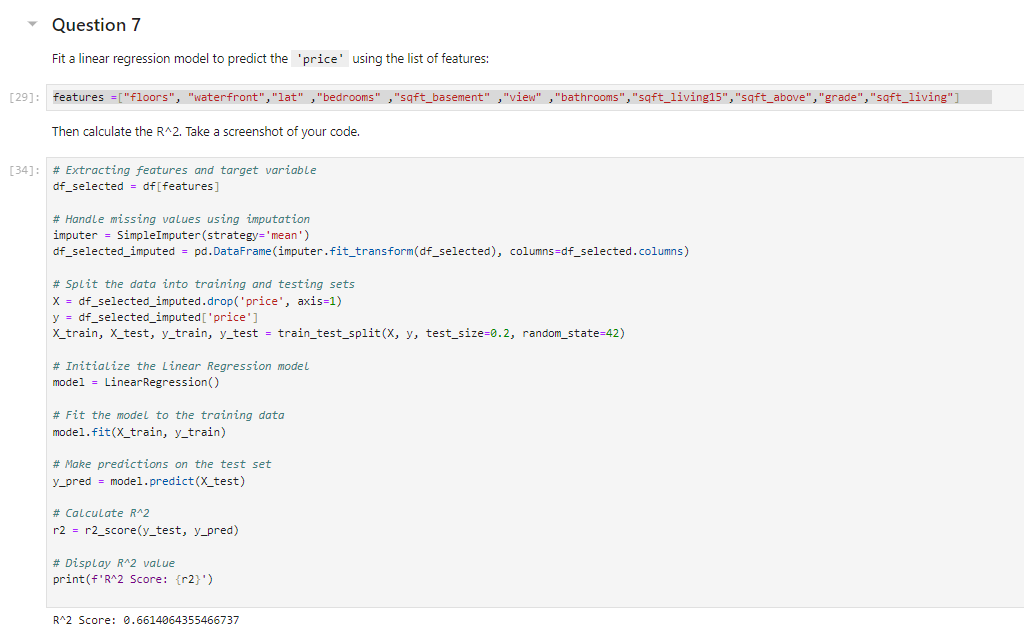 Question 7
Fit a linear regression model to predict the 'price' using the list of features:
[29]: features =["floors", "waterfront","lat" ,"bedrooms" ,"sqft_basement" ,"view" ,"bathrooms","sqft_living15","sqft_above","grade","sqft_living"]
Then calculate the R^2. Take a screenshot of your code.
[34]: # Extracting features and target variable
df_selected = df[features]
# Handle missing values using imputation
imputer = SimpleImputer(strategy='mean')
df_selected_imputed = pd.DataFrame(imputer.fit_transform(df_selected), columns=df_selected.columns)
# Split the data into training and testing sets
X = df_selected_imputed.drop('price', axis=1)
y = df_selected_imputed['price']
X_train, X_test, y_train, y_test = train_test_split(X, y, test_size=0.2, random_state=42)
# Initialize the Linear Regression model
model = LinearRegression()
# Fit the model to the training data
model.fit(X_train, y_train)
# Make predictions on the test set
y_pred = model.predict(X_test)
# Calculate R^2
r2 = r2_score(y_test, y_pred)
# Display R^2 value
print(f'R^2 Score: {r2}')
R^2 Score: 0.6614064355466737